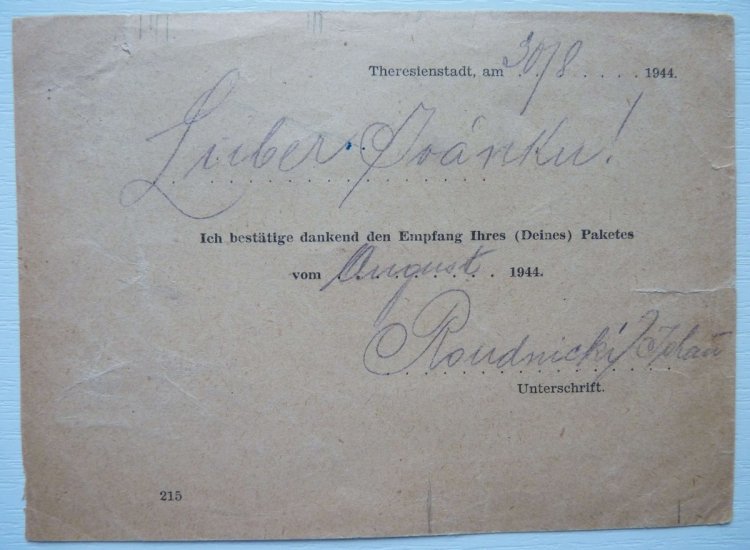 Theresienstadt, am 30/8 1944.
Lieber Ivánku!
Ich bestätige dankend den Empfang Ihres (Deines) Paketes
vom August 1944.
Roudnický
Unterschrift.
215